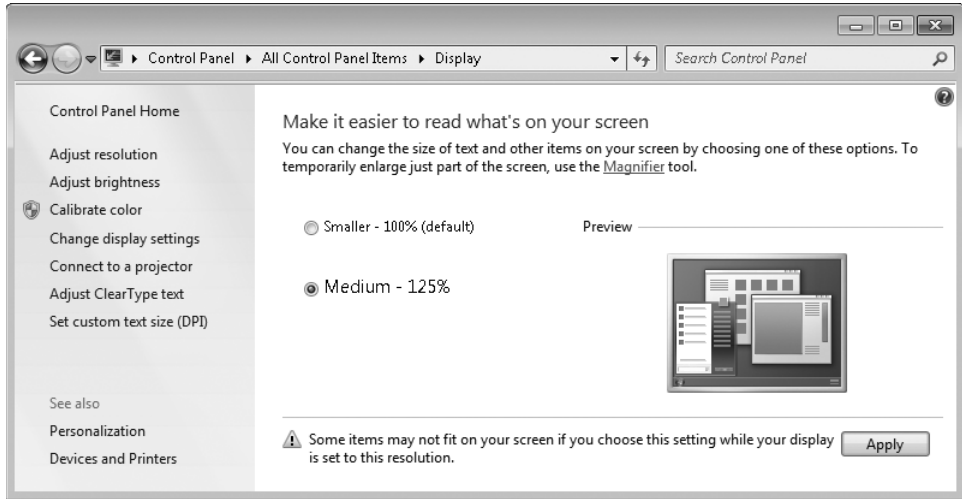 Control Panel ▸ All Control Panel Items ▸ Display
Search Control Panel
Control Panel Home
Adjust resolution
Adjust brightness
Calibrate color
Change display settings
Connect to a projector
Adjust ClearType text
Set custom text size (DPI)
See also
Personalization
Devices and Printers
Make it easier to read what's on your screen
You can change the size of text and other items on your screen by choosing one of these options. To
temporarily enlarge just part of the screen, use the Magnifier tool.
Smaller - 100% (default)
Preview
Medium - 125%
Some items may not fit on your screen if you choose this setting while your display
is set to this resolution.
Apply